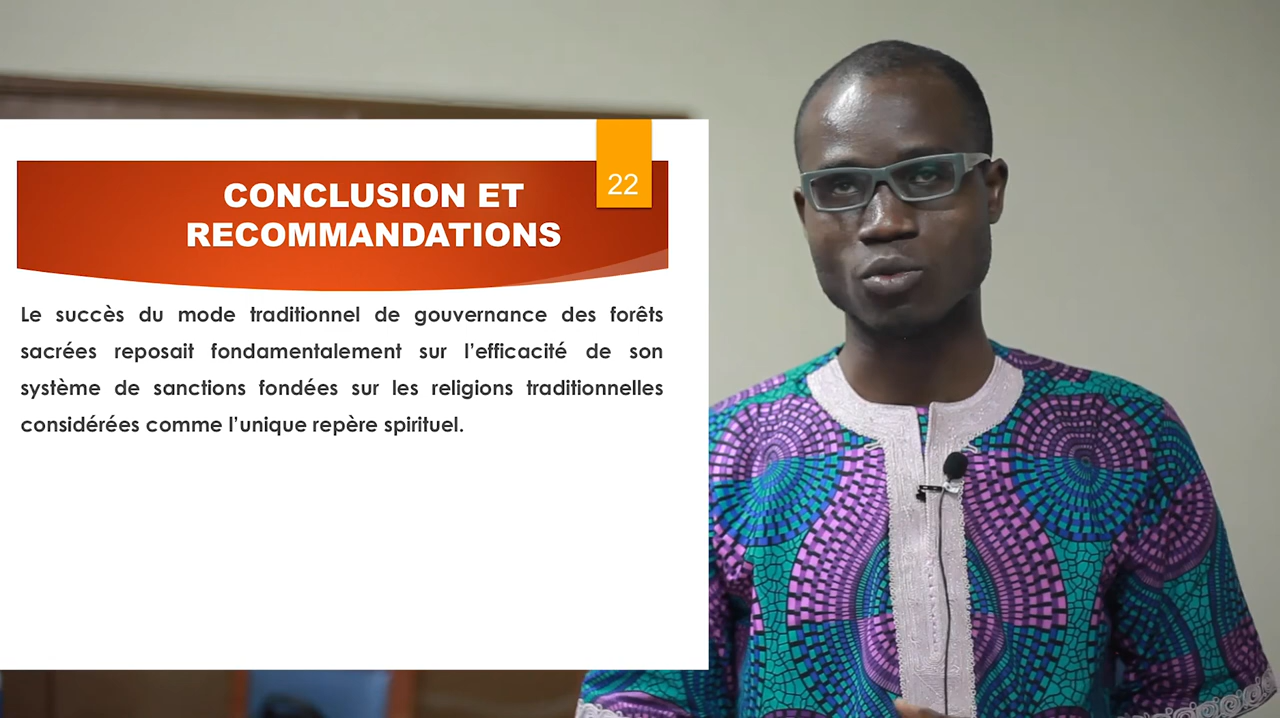 22
CONCLUSION ET
RECOMMANDATIONS
Le succès du mode traditionnel de gouvernance des forêts
sacrées reposait fondamentalement sur l’efficacité de son
système de sanctions fondées sur les religions traditionnelles
considérées comme l’unique repère spirituel.